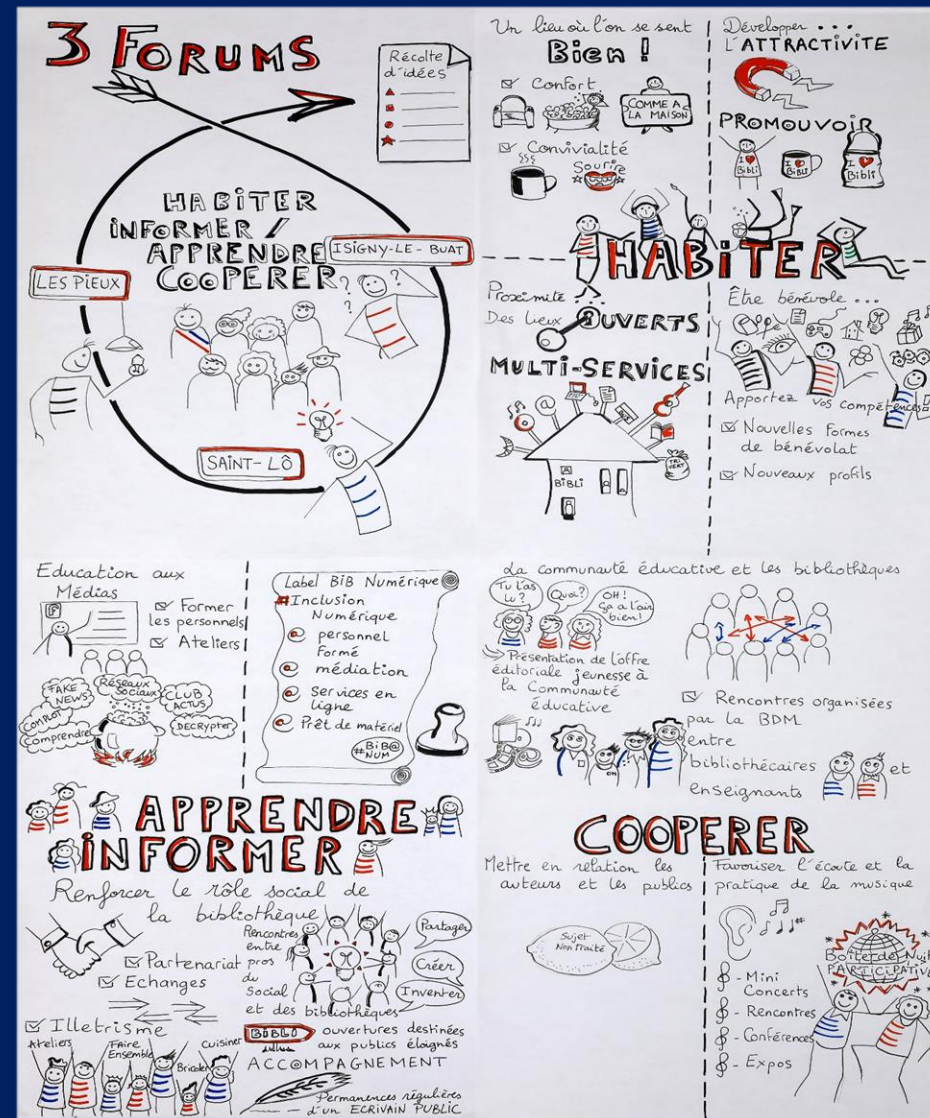 3 FORUMS
Récolte
d'idées
HABITER
INFORMER /
APPRENDRE
COOPERER
ISIGNY-LE-BUAT
LES PIEUX
? ? ?
SAINT-LÔ
Un lieu où l'on se sent
Bien !
Confort
COMME A
LA MAISON
Convivialité
Sourire
Développer ...
L'ATTRACTIVITE
PROMOUVOIR
I ♥
Bibli
I ♥
BiBLi
I ♥
Bibli
HABiTER
Proximité
Des lieux OUVERTS
MULTI-SERVICES
@
BiBLi
TRI
VERT
Être bénévole ...
Apportez vos compétences
Nouvelles formes
de bénévolat
Nouveaux profils
Education aux
Médias
Former
les personnels
Ateliers
FAKE
NEWS
Réseaux
Sociaux
CLUB
ACTUS
COMPLOT
Comprendre
DECRYPTER
Label BiB Numérique
#Inclusion
Numérique
@ personnel
Formé
@ médiation
@ Services en
ligne
@ Prêt de matériel
#BiB@
NUM
APPRENDRE
iNFORMER
Renforcer le rôle social de
la bibliothèque
Partenariat
Echanges
Rencontres
entre
pros
du
Social
et des bibliothèques
Partager
Créer
Inventer
Illetrisme
Ateliers
Faire
Ensemble
Bricoler
Cuisiner
BiBLi
ouvertures destinées
aux publics éloignés
ACCOMPAGNEMENT
Permanences régulières
d'un ECRIVAIN PUBLIC
La communauté éducative et les bibliothèques
Tu l'as
lu ?
Quoi?
OH!
Ça a l'air
bien!
Présentation de l'offre
éditoriale jeunesse à
la Communauté
éducative
Rencontres organisées
par la BDM
entre
bibliothécaires
et
enseignants
COOPERER
Mettre en relation les
auteurs et les publics
Sujet
Non traité
Favoriser l'écoute et la
pratique de la musique
- Mini
Concerts
- Rencontres
- Conférences
- Expos
Boîte de Nuit
PARTICIPATIVE